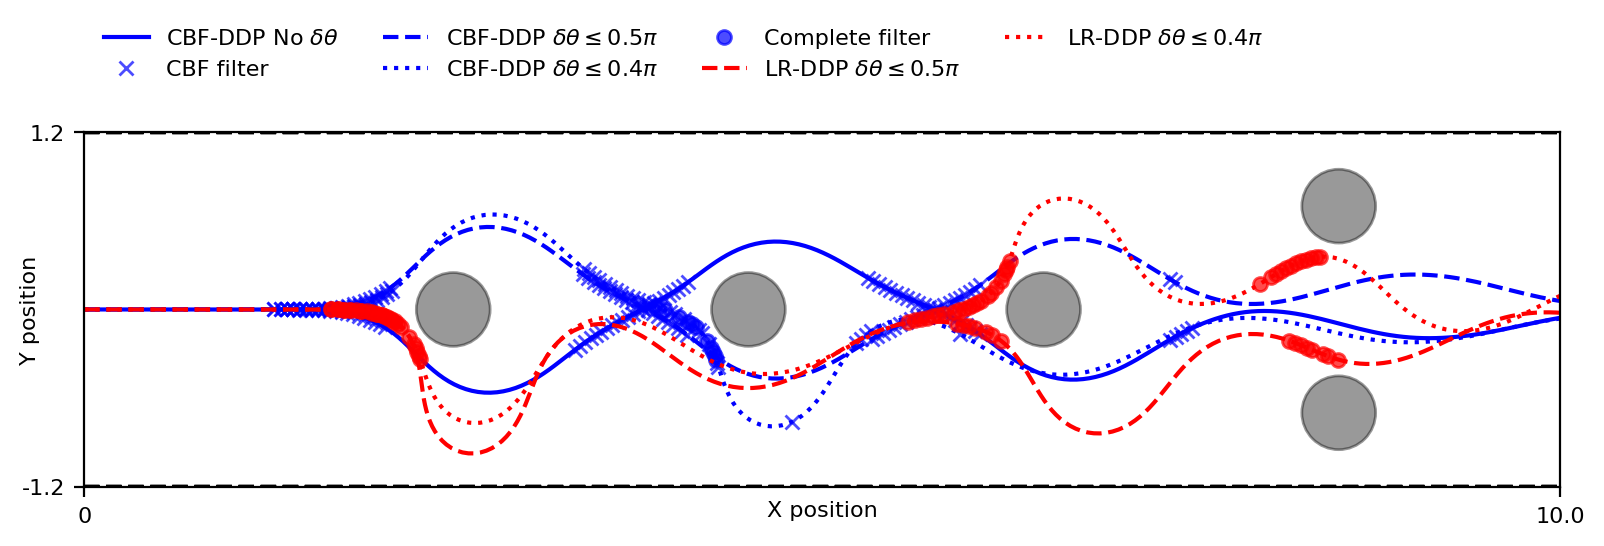 CBF-DDP No δθ CBF-DDP δθ ≤ 0.5π Complete filter LR-DDP δθ ≤ 0.4π
CBF filter CBF-DDP δθ ≤ 0.4π LR-DDP δθ ≤ 0.5π
1.2
Y position
-1.2
X position
0 10.0